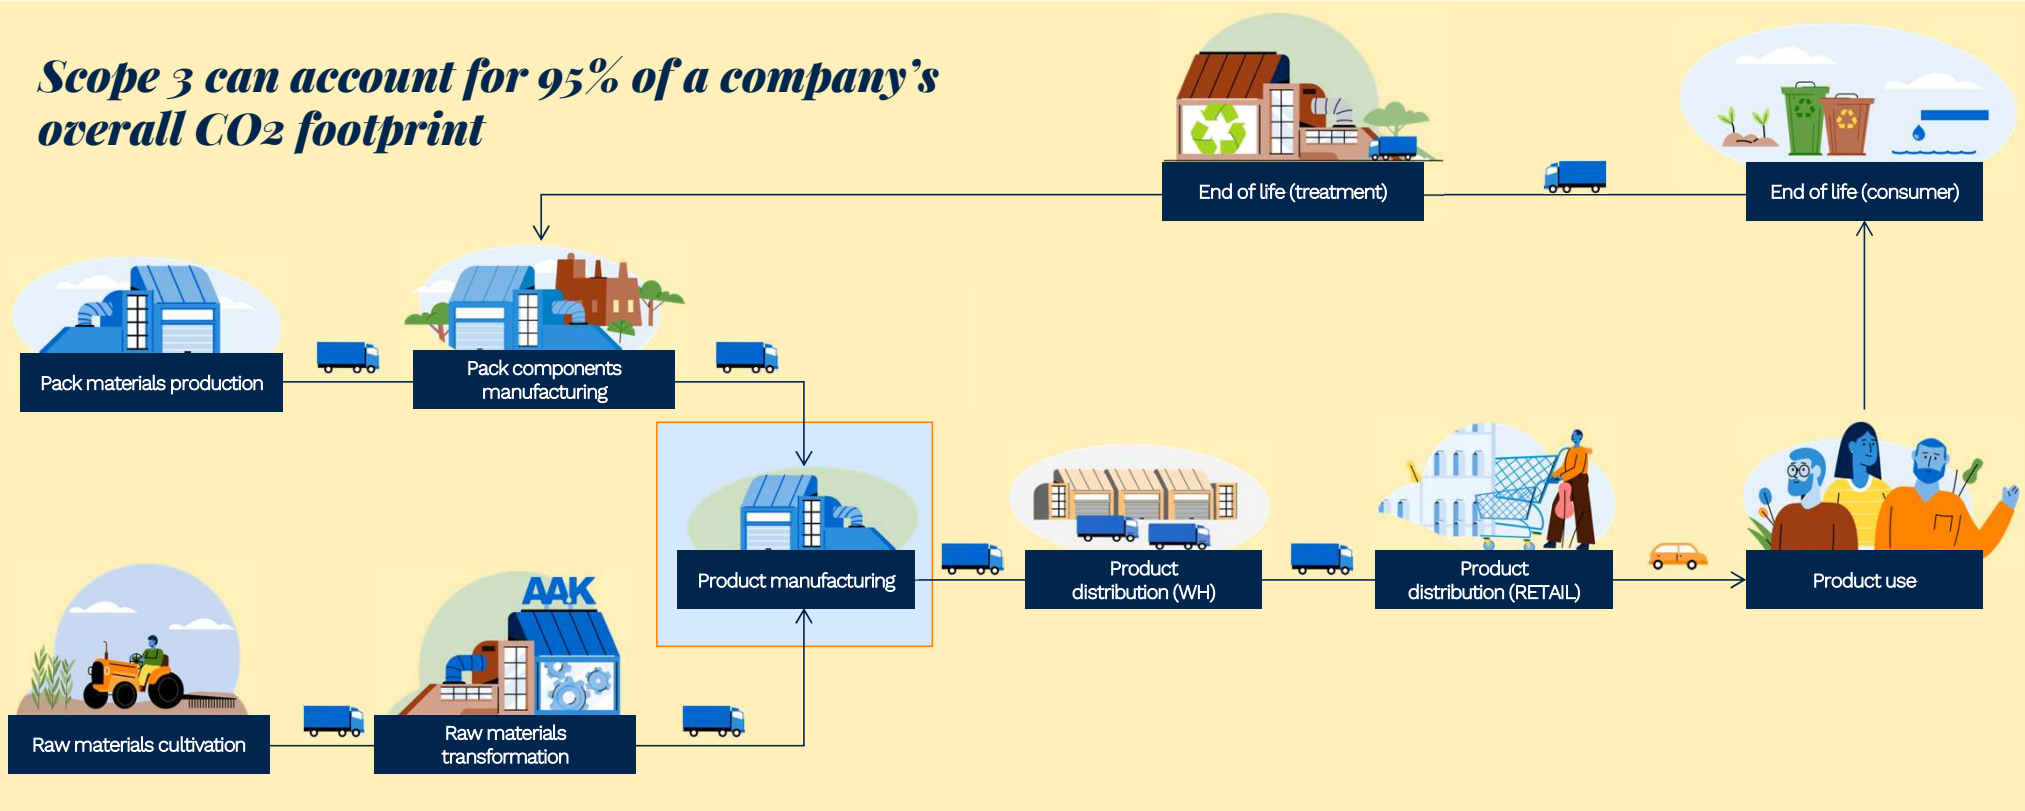 Scope 3 can account for 95% of a company's
overall CO2 footprint
End of life (treatment)
End of life (consumer)
Pack materials production
Pack components
manufacturing
Product manufacturing
Product
distribution (WH)
Product
distribution (RETAIL)
Product use
AAK
Raw materials cultivation
Raw materials
transformation